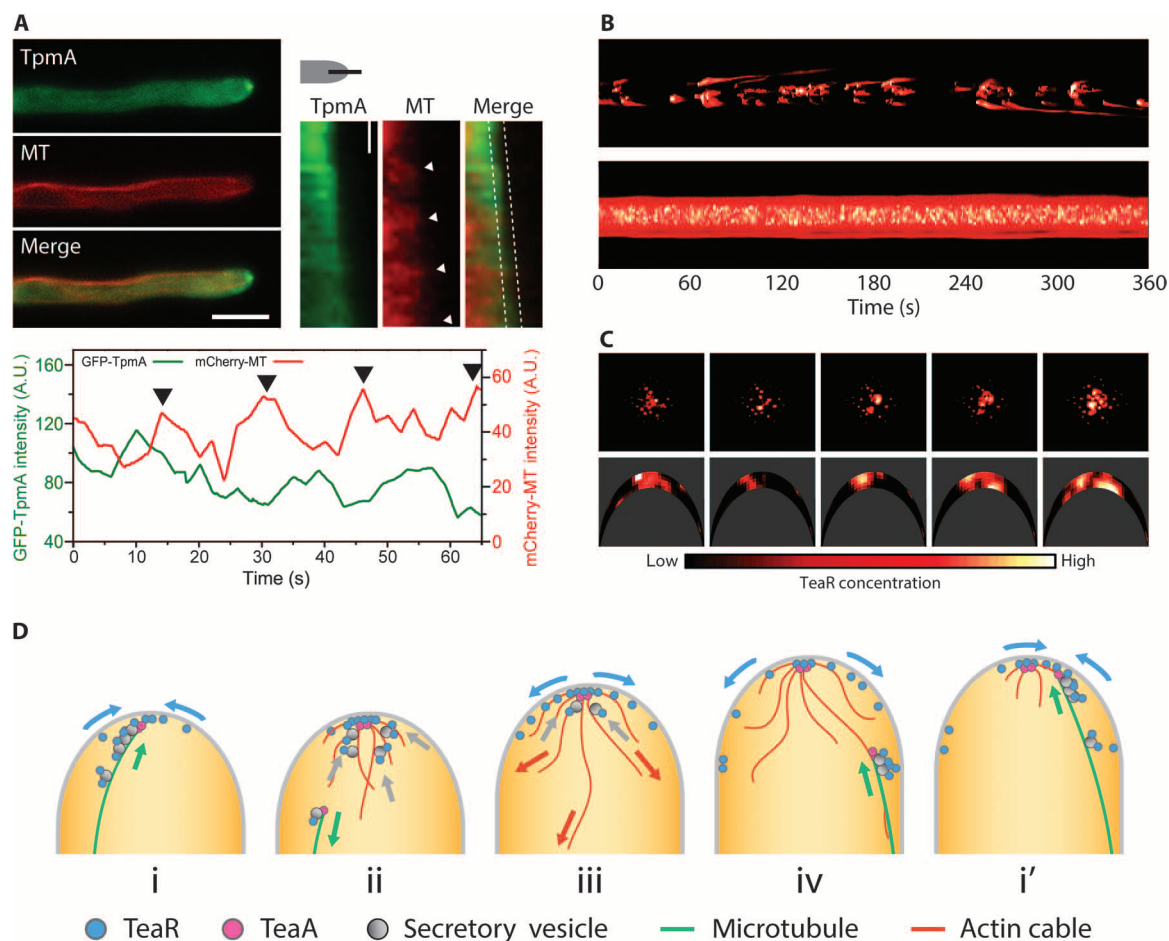 A
TpmA
MT
Merge
TpmA MT Merge
GFP-TpmA mCherry-MT
GFP-TpmA intensity (A.U.)
160
120
80
40
mCherry-MT intensity (A.U.)
60
40
20
0
0 10 20 30 40 50 60
Time (s)
B
0 60 120 180 240 300 360
Time (s)
C
Low High
TeaR concentration
D
i ii iii iv i′
TeaR TeaA Secretory vesicle Microtubule Actin cable